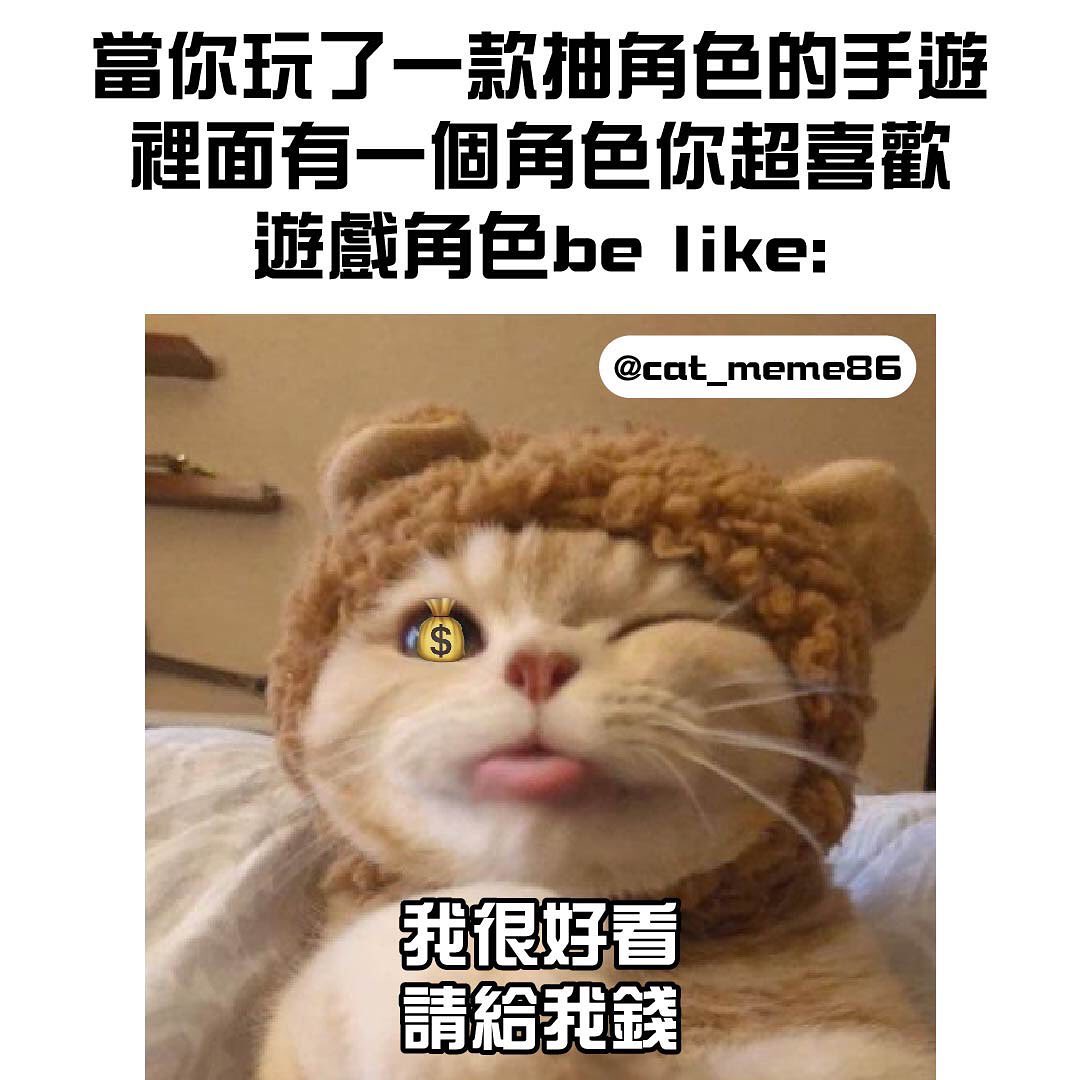 當你玩了一款抽角色的手遊
裡面有一個角色你超喜歡
遊戲角色be like:
@cat_meme86
$
我很好看
請給我錢